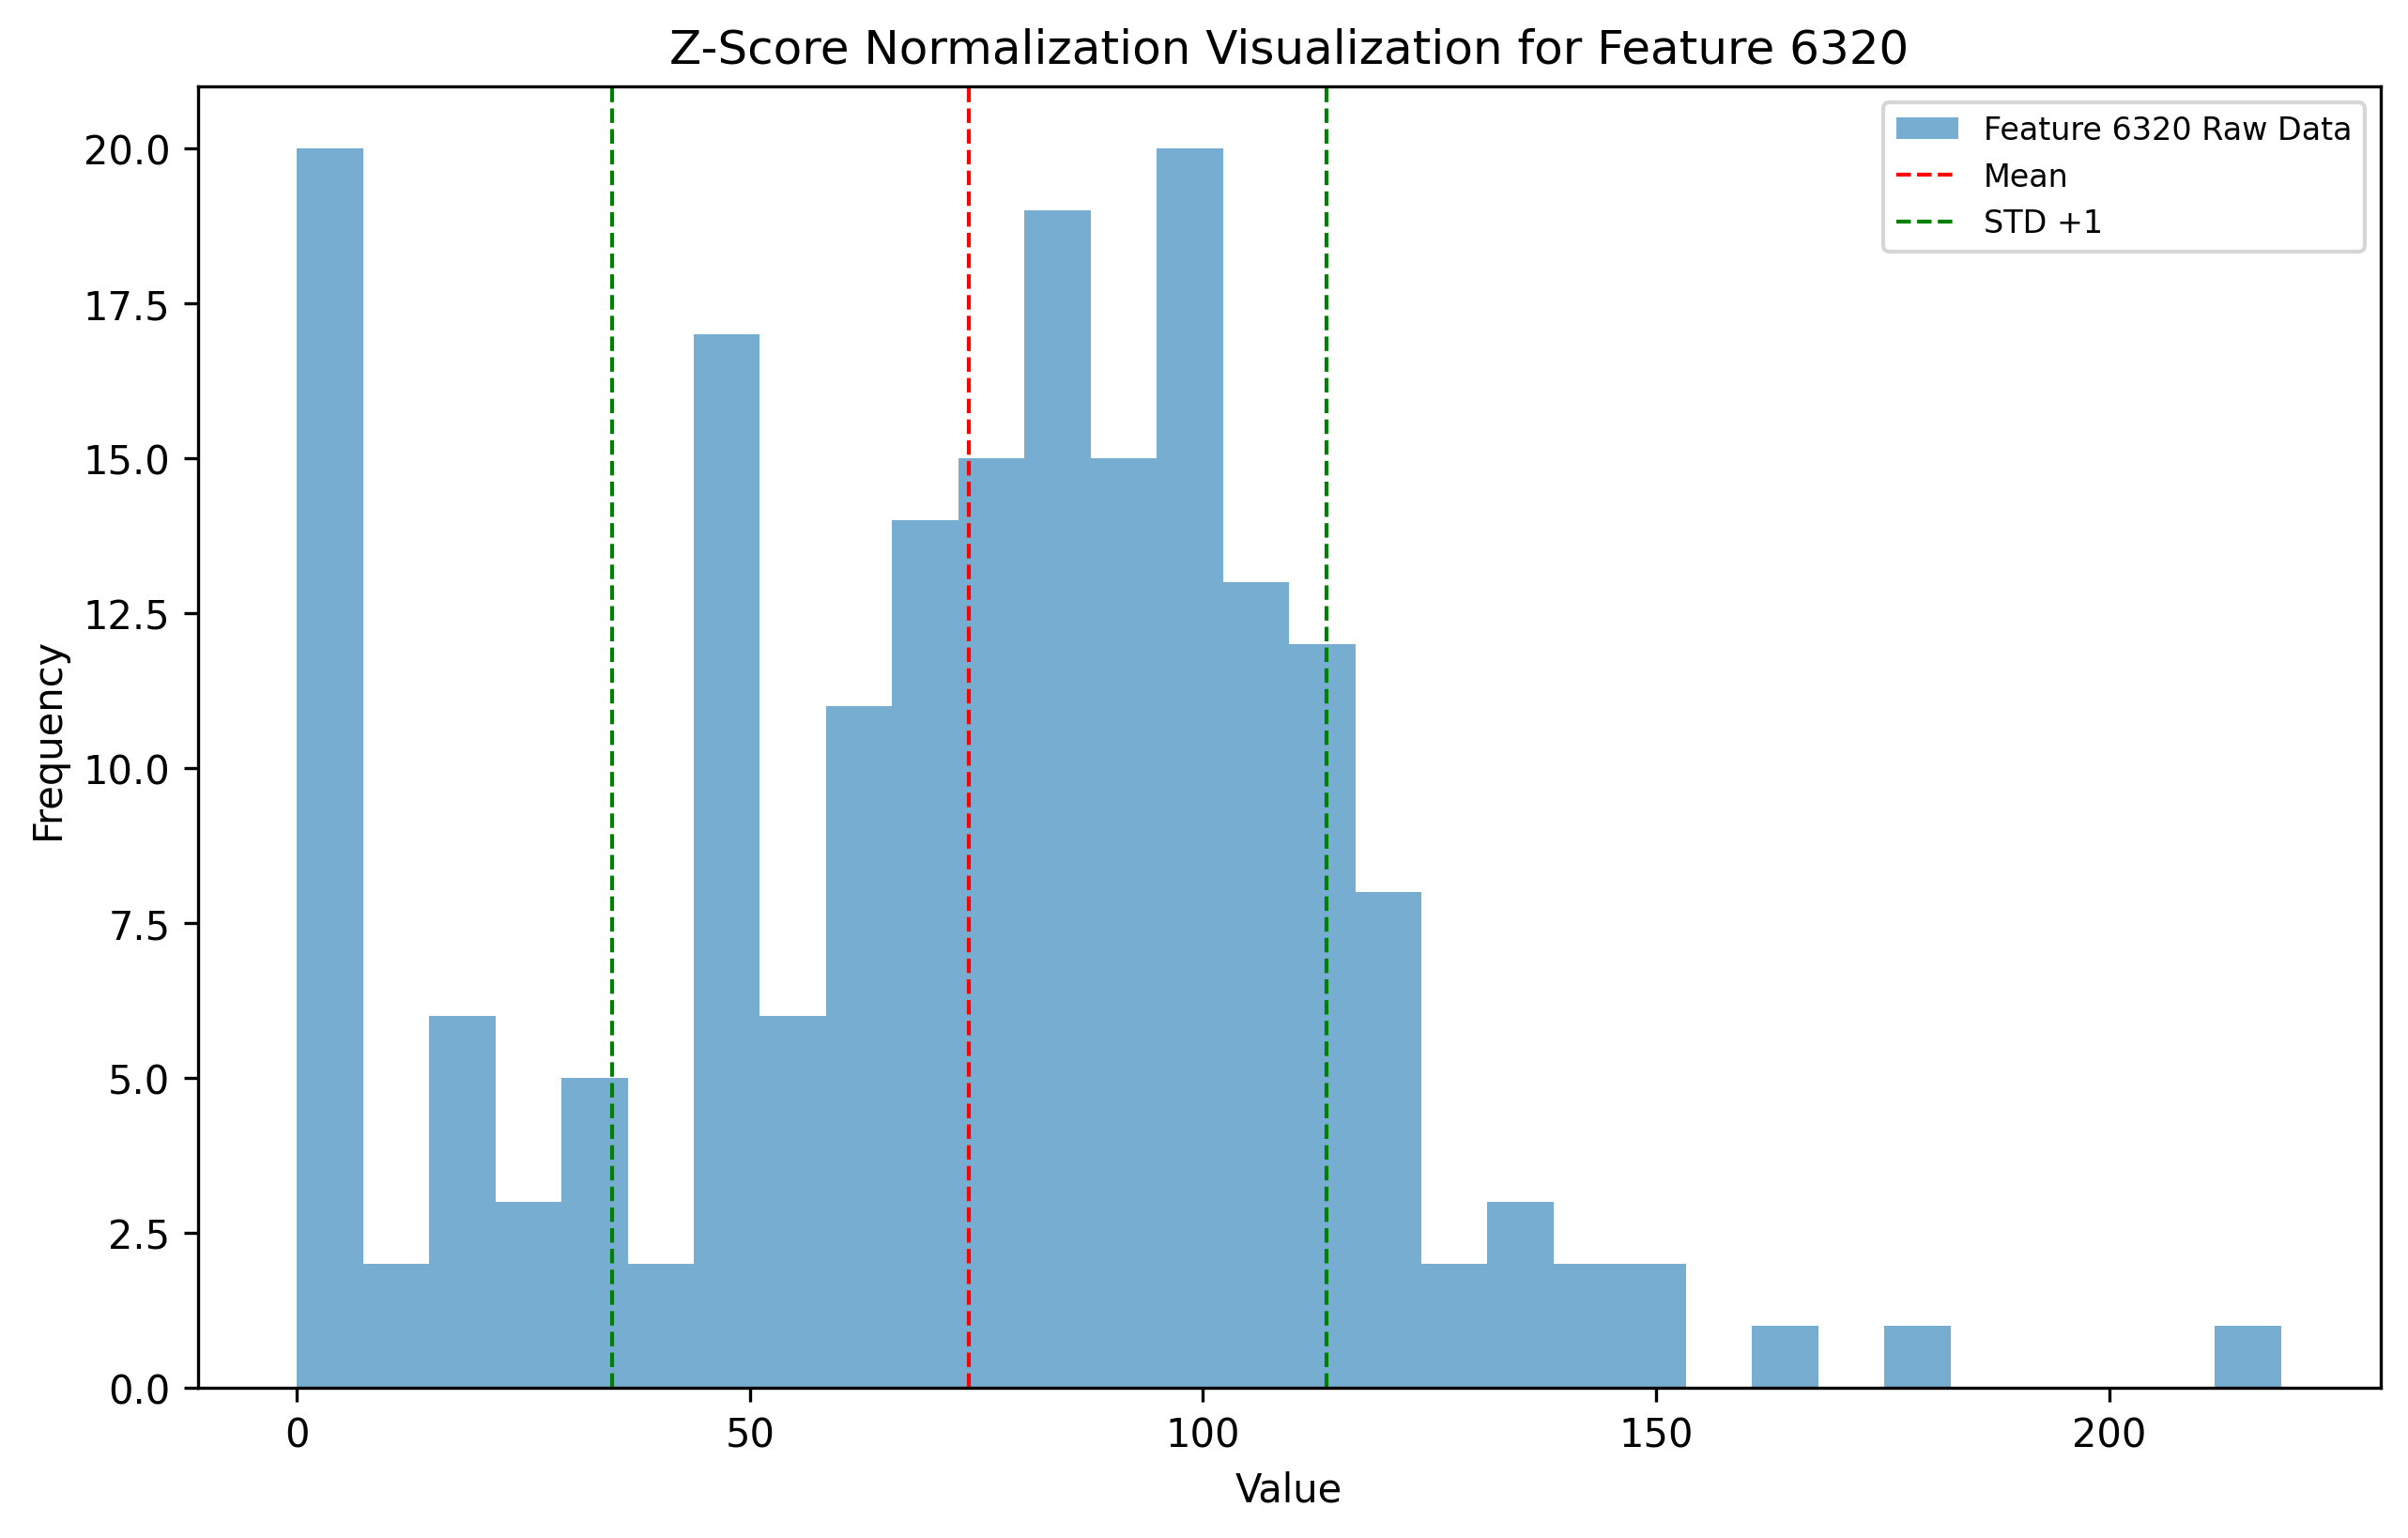 Z-Score Normalization Visualization for Feature 6320
Feature 6320 Raw Data
Mean
STD +1
Frequency
20.0
17.5
15.0
12.5
10.0
7.5
5.0
2.5
0.0
0 50 100 150 200
Value